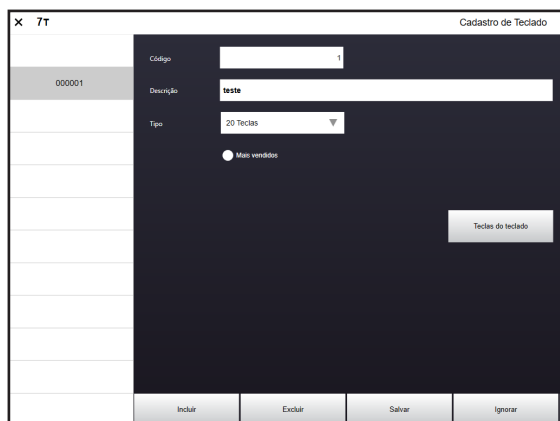 × 7T Cadastro de Teclado
000001
Código 1
Descrição teste
Tipo 20 Teclas
Mais vendidos
Teclas do teclado
Incluir Excluir Salvar Ignorar